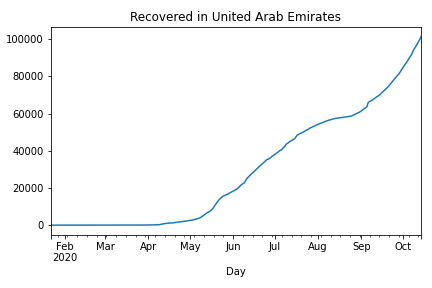 Recovered in United Arab Emirates
100000
80000
60000
40000
20000
0
Feb Mar Apr May Jun Jul Aug Sep Oct
2020
Day